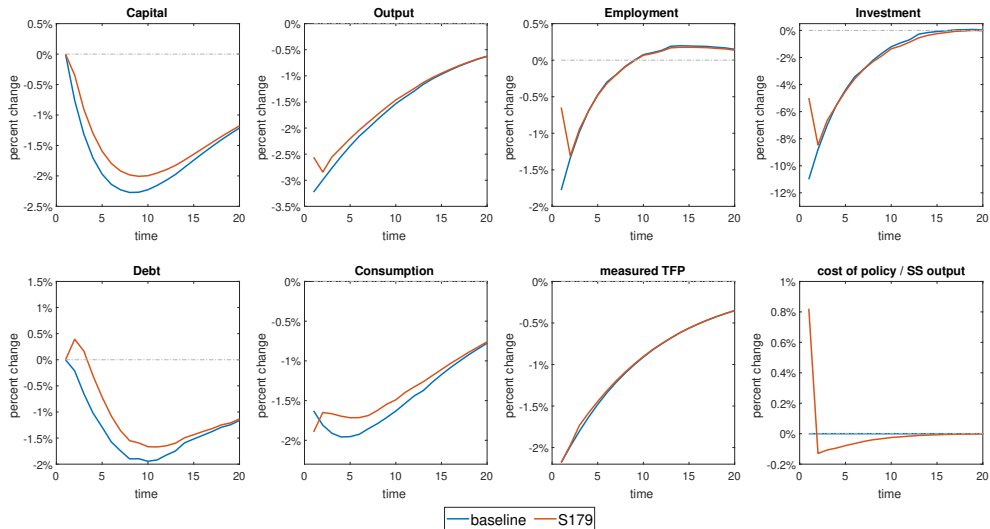 Capital
0.5%
0%
-0.5%
-1%
-1.5%
-2%
-2.5%
percent change
0 5 10 15 20
time
Output
0%
-0.5%
-1%
-1.5%
-2%
-2.5%
-3%
-3.5%
percent change
0 5 10 15 20
time
Employment
0.5%
0%
-0.5%
-1%
-1.5%
-2%
percent change
0 5 10 15 20
time
Investment
0%
-2%
-4%
-6%
-8%
-10%
-12%
percent change
0 5 10 15 20
time
Debt
1.5%
1%
0.5%
0%
-0.5%
-1%
-1.5%
-2%
percent change
0 5 10 15 20
time
Consumption
0%
-0.5%
-1%
-1.5%
-2%
percent change
0 5 10 15 20
time
measured TFP
0%
-0.5%
-1%
-1.5%
-2%
percent change
0 5 10 15 20
time
cost of policy / SS output
1%
0.8%
0.6%
0.4%
0.2%
0%
-0.2%
percent change
0 5 10 15 20
time
baseline S179